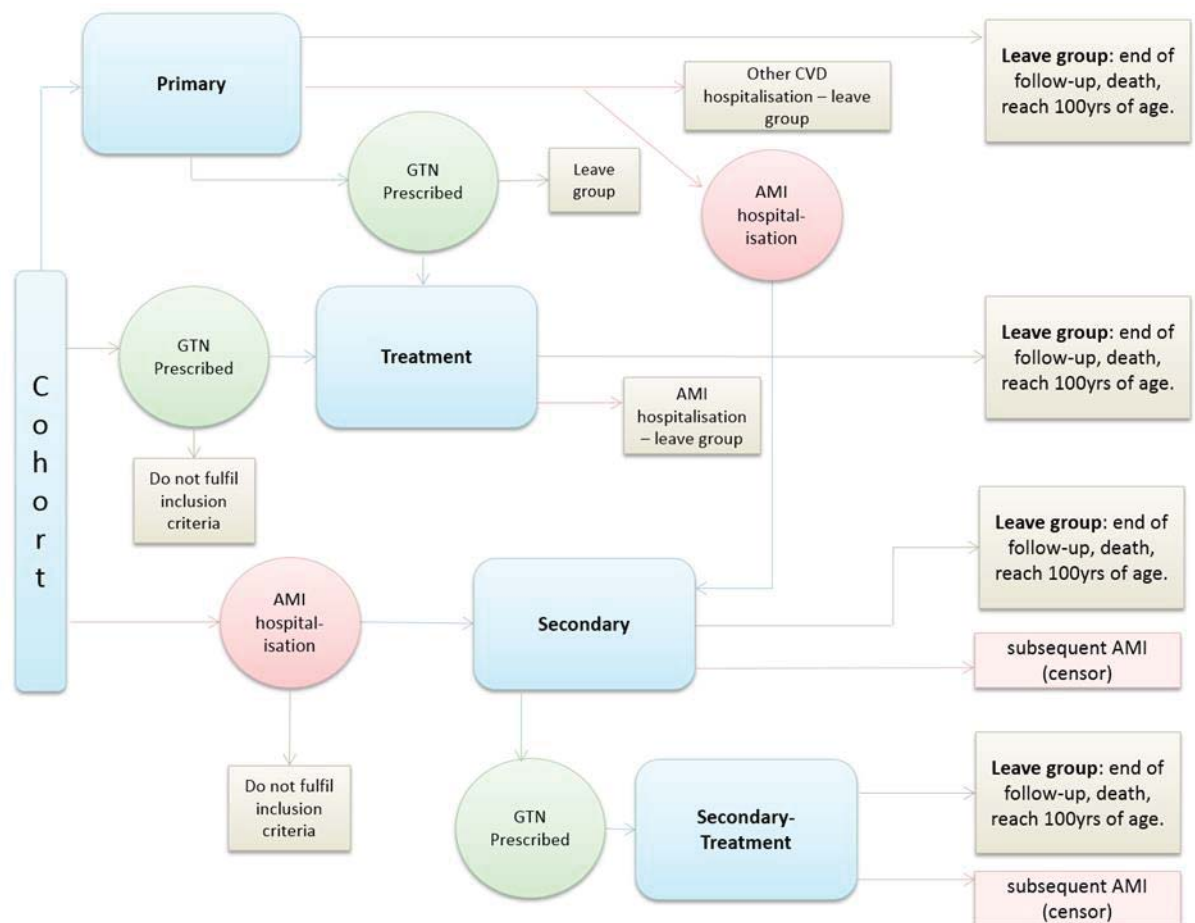 Primary
Other CVD
hospitalisation – leave
group
Leave group: end of
follow-up, death,
reach 100yrs of age.
GTN
Prescribed
Leave
group
AMI
hospital-
isation
Cohort
GTN
Prescribed
Treatment
Leave group: end of
follow-up, death,
reach 100yrs of age.
AMI
hospitalisation
– leave group
Do not fulfil
inclusion
criteria
Leave group: end of
follow-up, death,
reach 100yrs of age.
AMI
hospital-
isation
Secondary
subsequent AMI
(censor)
Do not fulfil
inclusion
criteria
GTN
Prescribed
Secondary-
Treatment
Leave group: end of
follow-up, death,
reach 100yrs of age.
subsequent AMI
(censor)